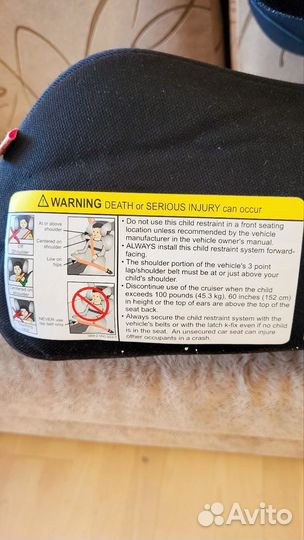 WARNING DEATH or SERIOUS INJURY can occur
At or above
shoulder
Centered on
shoulder
Low on
hips
NEVER use
lap belt only
• Do not use this child restraint in a front seating
location unless recommended by the vehicle
manufacturer in the vehicle owner's manual.
• ALWAYS install this child restraint system forward-
facing.
• The shoulder portion of the vehicle's 3 point
lap/shoulder belt must be at or just above your
child's shoulder.
• Discontinue use of the cruiser when the child
exceeds 100 pounds (45.3 kg), 60 inches (152 cm)
in height or the top of ears are above the top of the
seat back.
• Always secure the child restraint system with the
vehicle's belts or with the latch k-fix even if no child
is in the seat. An unsecured car seat can injure
other occupants in a crash.
Avito